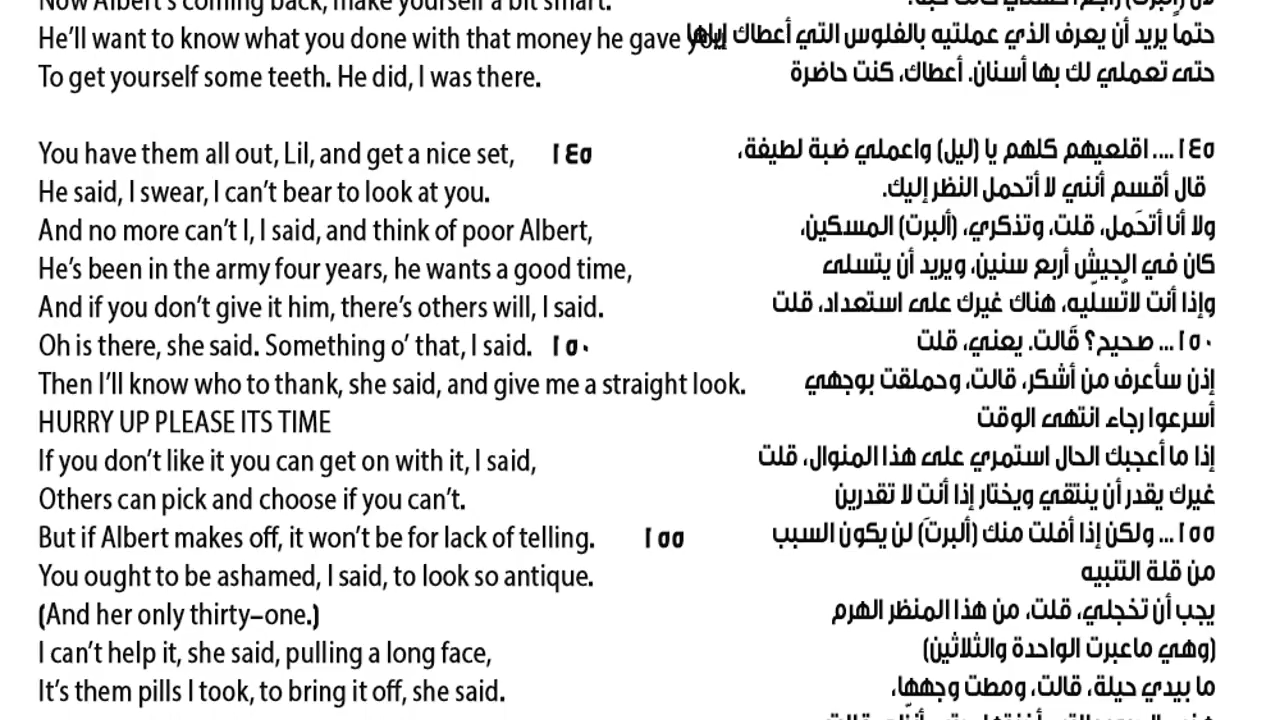 Now Albert's coming back, make yourself a bit smart.
He'll want to know what you done with that money he gave you
To get yourself some teeth. He did, I was there.
You have them all out, Lil, and get a nice set, ١٤٥
He said, I swear, I can't bear to look at you.
And no more can't I, I said, and think of poor Albert,
He's been in the army four years, he wants a good time,
And if you don't give it him, there's others will, I said.
Oh is there, she said. Something o' that, I said. ١٥٠
Then I'll know who to thank, she said, and give me a straight look.
HURRY UP PLEASE ITS TIME
If you don't like it you can get on with it, I said,
Others can pick and choose if you can't.
But if Albert makes off, it won't be for lack of telling. ١٥٥
You ought to be ashamed, I said, to look so antique.
(And her only thirty–one.)
I can't help it, she said, pulling a long face,
It's them pills I took, to bring it off, she said.
حتماً يريد أن يعرف الذي عملتيه بالفلوس التي أعطاك إياها
حتى تعملي لك بها أسنان. أعطاك، كنت حاضرة
١٤٥.... اقلعيهم كلهم يا (ليل) واعملي ضبة لطيفة،
قال أقسم أنني لا أتحمل النظر إليك.
ولا أنا أتحَمل، قلت، وتذكري، (ألبرت) المسكين،
كان في الجيش أربع سنين، ويريد أن يتسلى
وإذا أنت لاتُسلّيه، هناك غيرك على استعداد، قلت
١٥٠... صحيح؟ قَالت. يعني، قلت
إذن سأعرف من أشكر، قالت، وحملقت بوجهي
أسرعوا رجاء انتهى الوقت
إذا ما أعجبك الحال استمري على هذا المنوال، قلت
غيرك يقدر أن ينتقي ويختار إذا أنت لا تقدرين
١٥٥... ولكن إذا أفلت منك (ألبرتَ) لن يكون السبب
من قلة التنبيه
يجب أن تخجلي، قلت، من هذا المنظر الهرم
(وهي ماعبرت الواحدة والثلاثين)
ما بيدي حيلة، قالت، ومطت وجهها،